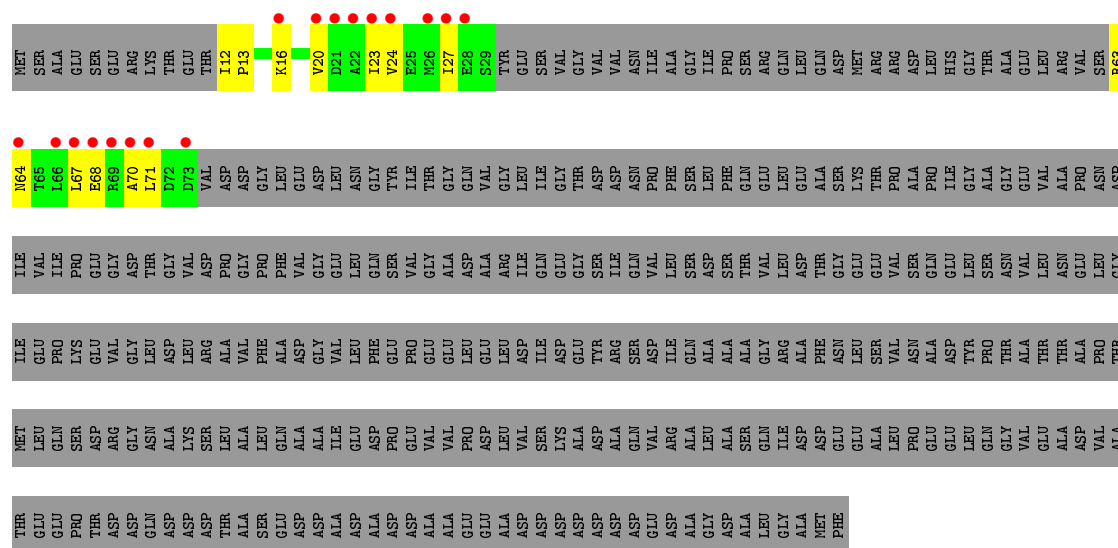 MET SER ALA GLU SER GLU ARG LYS THR GLU THR I12 P13 K16 V20 D21 A22 I23 V24 E25 M26 I27 E28 S29 TYR GLU SER VAL GLY VAL VAL ASN ILE ALA GLY ILE PRO SER ARG GLN LEU GLN ASP MET ARG ARG ASP LEU HIS GLY THR ALA GLU LEU ARG VAL SER R63
N64 T65 L66 L67 E68 R69 A70 L71 D72 D73 VAL ASP ASP GLY LEU GLU ASP LEU ASN GLY TYR ILE THR GLY GLN VAL GLY LEU ILE GLY THR ASP ASP ASN PRO PHE SER LEU PHE GLN GLU LEU GLU ALA SER LYS THR PRO ALA PRO ILE GLY ALA GLY GLU VAL ALA PRO ASN ASP
ILE VAL ILE PRO GLU GLY ASP THR GLY VAL ASP PRO GLY PRO PHE VAL GLY GLU LEU GLN SER VAL GLY ALA ASP ALA ARG ILE GLN GLU GLY SER ILE GLN VAL LEU SER ASP SER THR VAL LEU ASP THR GLY GLU GLU VAL SER GLN GLU LEU SER ASN VAL LEU ASN GLU LEU GLY
ILE GLU PRO LYS GLU VAL GLY LEU ASP LEU ARG ALA VAL PHE ALA ASP GLY VAL LEU PHE GLU PRO GLU GLU LEU GLU LEU ASP ILE ASP GLU TYR ARG SER ASP ILE GLN ALA ALA ALA GLY ARG ALA PHE ASN LEU SER VAL ASN ALA ASP TYR PRO THR ALA THR THR ALA PRO THR
MET LEU GLN SER ASP ARG GLY ASN ALA LYS SER LEU ALA LEU GLN ALA ALA ILE GLU ASP PRO GLU VAL VAL PRO ASP LEU VAL SER LYS ALA ASP ALA GLN VAL ARG ALA LEU ALA SER GLN ILE ASP ASP GLU GLU ALA LEU PRO GLU GLU LEU GLN GLY VAL GLU ALA ASP VAL ALA
THR GLU GLU PRO THR ASP ASP GLN ASP ASP ASP THR ALA SER GLU ASP ASP ALA ASP ALA ASP ASP ALA ALA GLU GLU ALA ASP ASP ASP ASP ASP ASP ASP GLU ASP ALA GLY ASP ALA LEU GLY ALA MET PHE